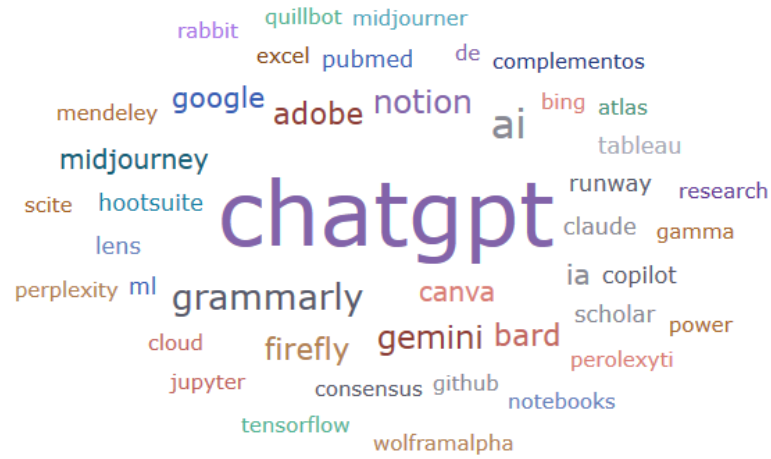 quillbot midjourner
rabbit
excel pubmed de complementos
mendeley google adobe notion ai bing atlas
midjourney tableau
scite hootsuite chatgpt runway research
lens claude gamma
perplexity ml grammarly canva ia copilot
cloud firefly gemini bard scholar power
jupyter consensus github perolexyti
tensorflow notebooks
wolframalpha